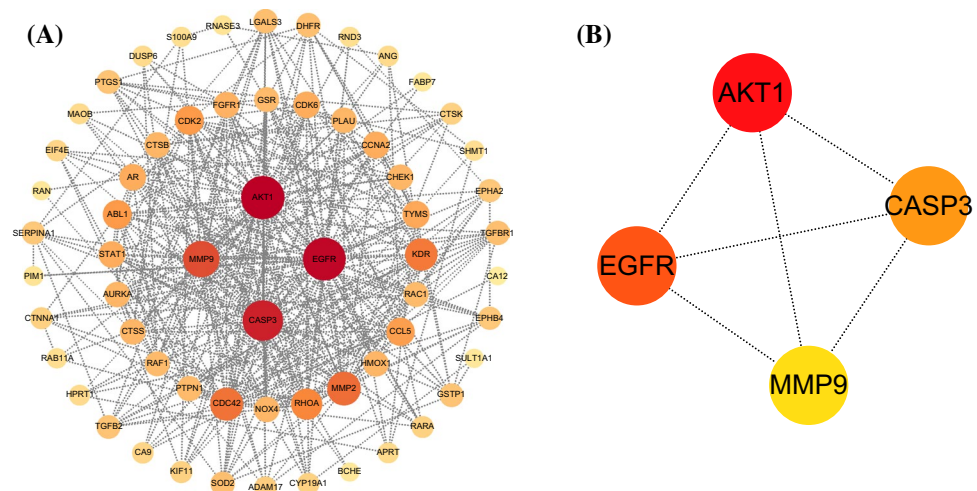 (A)
(B)
RNASE3
LGALS3
DHFR
RND3
S100A9
DUSP6
ANG
PTGS1
FABP7
MAOB
FGFR1
GSR
CDK6
PLAU
CTSK
CDK2
EIF4E
CTSB
CCNA2
SHMT1
AR
CHEK1
RAN
EPHA2
AKT1
ABL1
TYMS
SERPINA1
TGFBR1
STAT1
MMP9
EGFR
KDR
PIM1
CA12
AURKA
RAC1
CTNNA1
CASP3
EPHB4
CTSS
CCL5
RAB11A
RAF1
HMOX1
SULT1A1
HPRT1
PTPN1
MMP2
GSTP1
CDC42
NOX4
RHOA
TGFB2
RARA
CA9
APRT
KIF11
BCHE
SOD2
ADAM17
CYP19A1
AKT1
CASP3
EGFR
MMP9